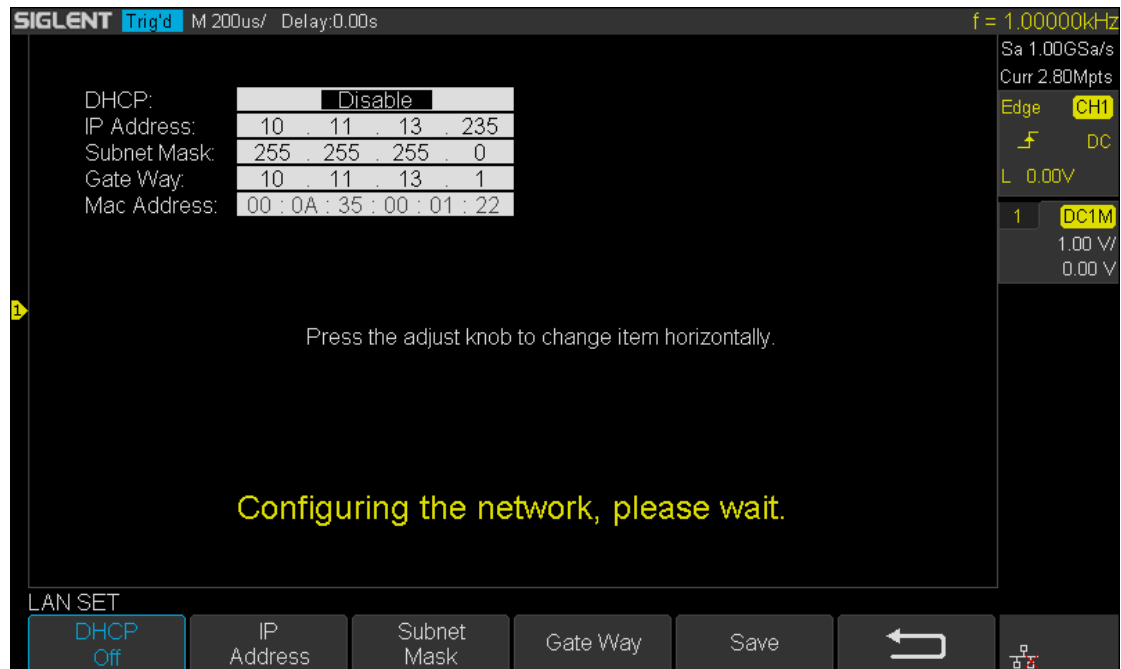 SIGLENT Trig'd M 200us/ Delay:0.00s f = 1.00000kHz
Sa 1.00GSa/s
Curr 2.80Mpts
Edge CH1
DC
L 0.00V
1 DC1M
1.00 V/
0.00 V
DHCP: Disable
IP Address: 10 . 11 . 13 . 235
Subnet Mask: 255 . 255 . 255 . 0
Gate Way: 10 . 11 . 13 . 1
Mac Address: 00 : 0A : 35 : 00 : 01 : 22
1
Press the adjust knob to change item horizontally.
Configuring the network, please wait.
LAN SET
DHCP
Off
IP
Address
Subnet
Mask
Gate Way
Save